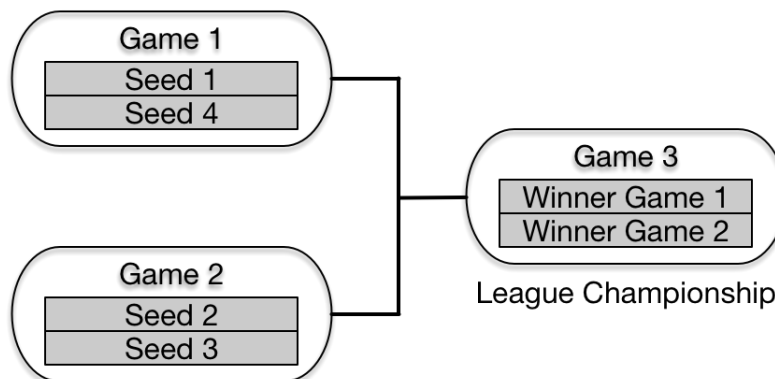 Game 1
Seed 1
Seed 4
Game 2
Seed 2
Seed 3
Game 3
Winner Game 1
Winner Game 2
League Championship